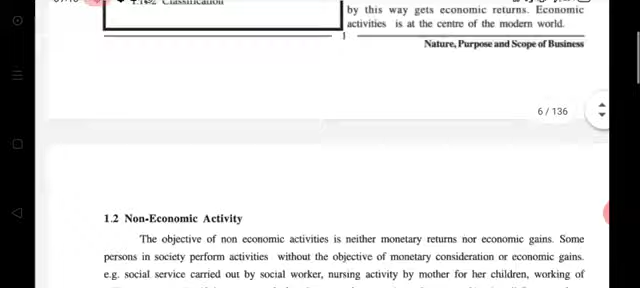 Classification
by this way gets economic returns. Economic
activities is at the centre of the modern world.
1
Nature, Purpose and Scope of Business
6 / 136
1.2 Non-Economic Activity
The objective of non economic activities is neither monetary returns nor economic gains. Some
persons in society perform activities without the objective of monetary consideration or economic gains.
e.g. social service carried out by social worker, nursing activity by mother for her children, working of